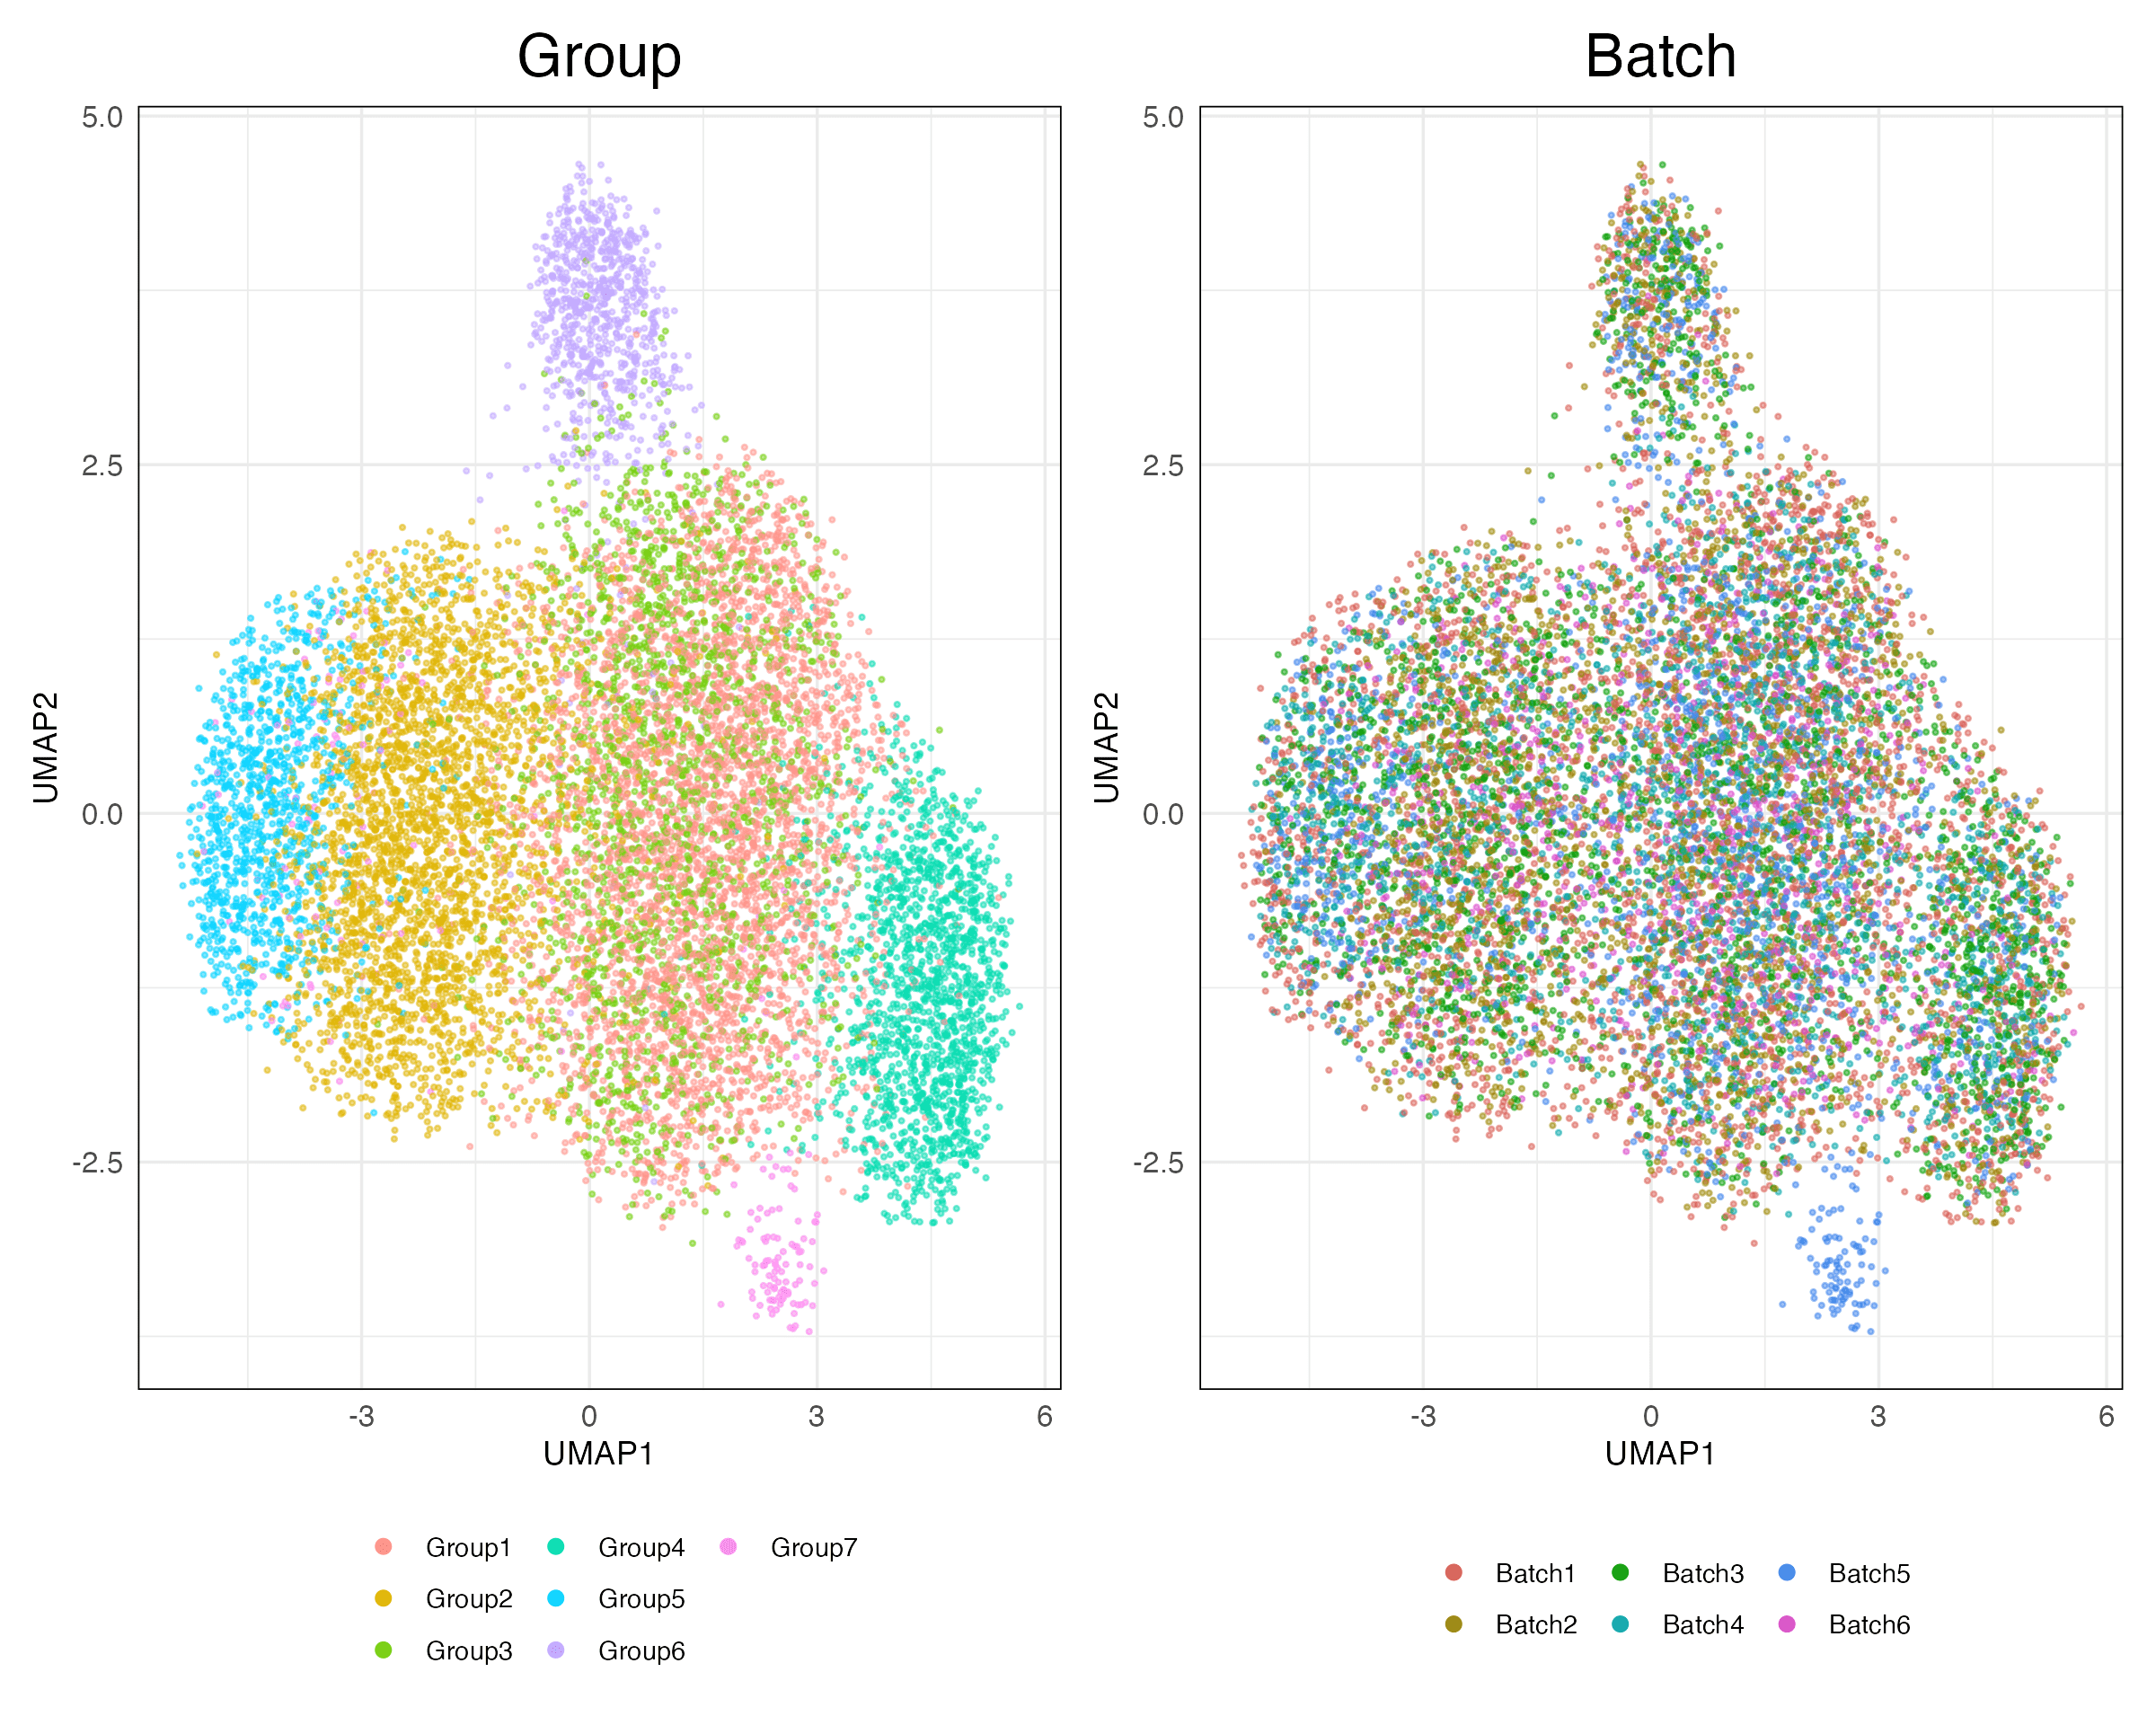 Group
5.0
2.5
0.0
-2.5
UMAP2
-3 0 3 6
UMAP1
Group1 Group4 Group7
Group2 Group5
Group3 Group6
Batch
5.0
2.5
0.0
-2.5
UMAP2
-3 0 3 6
UMAP1
Batch1 Batch3 Batch5
Batch2 Batch4 Batch6